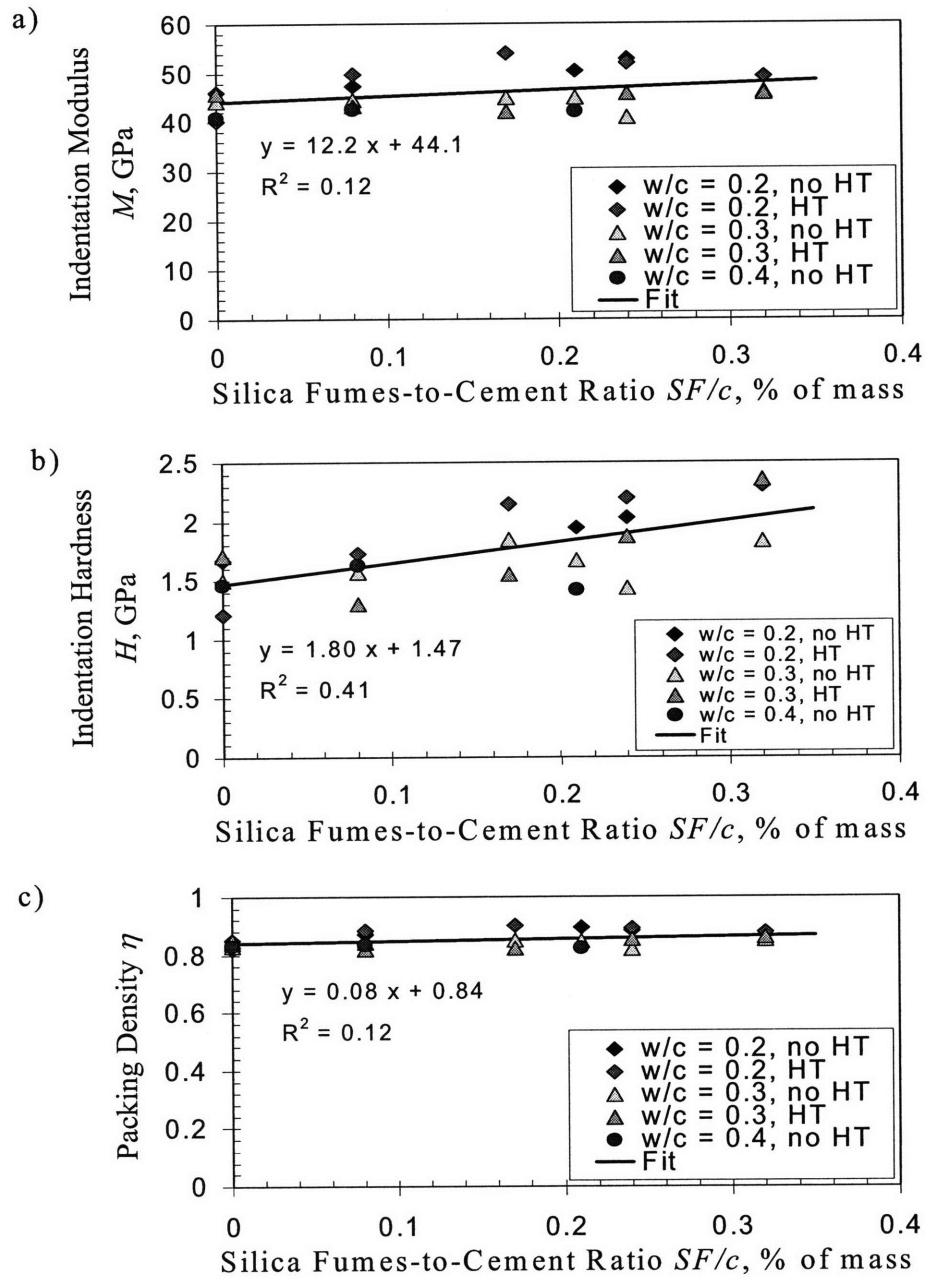 a)
Indentation Modulus
M, GPa
60
50
40
30
20
10
0
y = 12.2 x + 44.1
R² = 0.12
w/c = 0.2, no HT
w/c = 0.2, HT
w/c = 0.3, no HT
w/c = 0.3, HT
w/c = 0.4, no HT
Fit
0 0.1 0.2 0.3 0.4
Silica Fumes-to-Cement Ratio SF/c, % of mass
b)
Indentation Hardness
H, GPa
2.5
2
1.5
1
0.5
0
y = 1.80 x + 1.47
R² = 0.41
w/c = 0.2, no HT
w/c = 0.2, HT
w/c = 0.3, no HT
w/c = 0.3, HT
w/c = 0.4, no HT
Fit
0 0.1 0.2 0.3 0.4
Silica Fumes-to-Cement Ratio SF/c, % of mass
c)
Packing Density η
1
0.8
0.6
0.4
0.2
0
y = 0.08 x + 0.84
R² = 0.12
w/c = 0.2, no HT
w/c = 0.2, HT
w/c = 0.3, no HT
w/c = 0.3, HT
w/c = 0.4, no HT
Fit
0 0.1 0.2 0.3 0.4
Silica Fumes-to-Cement Ratio SF/c, % of mass